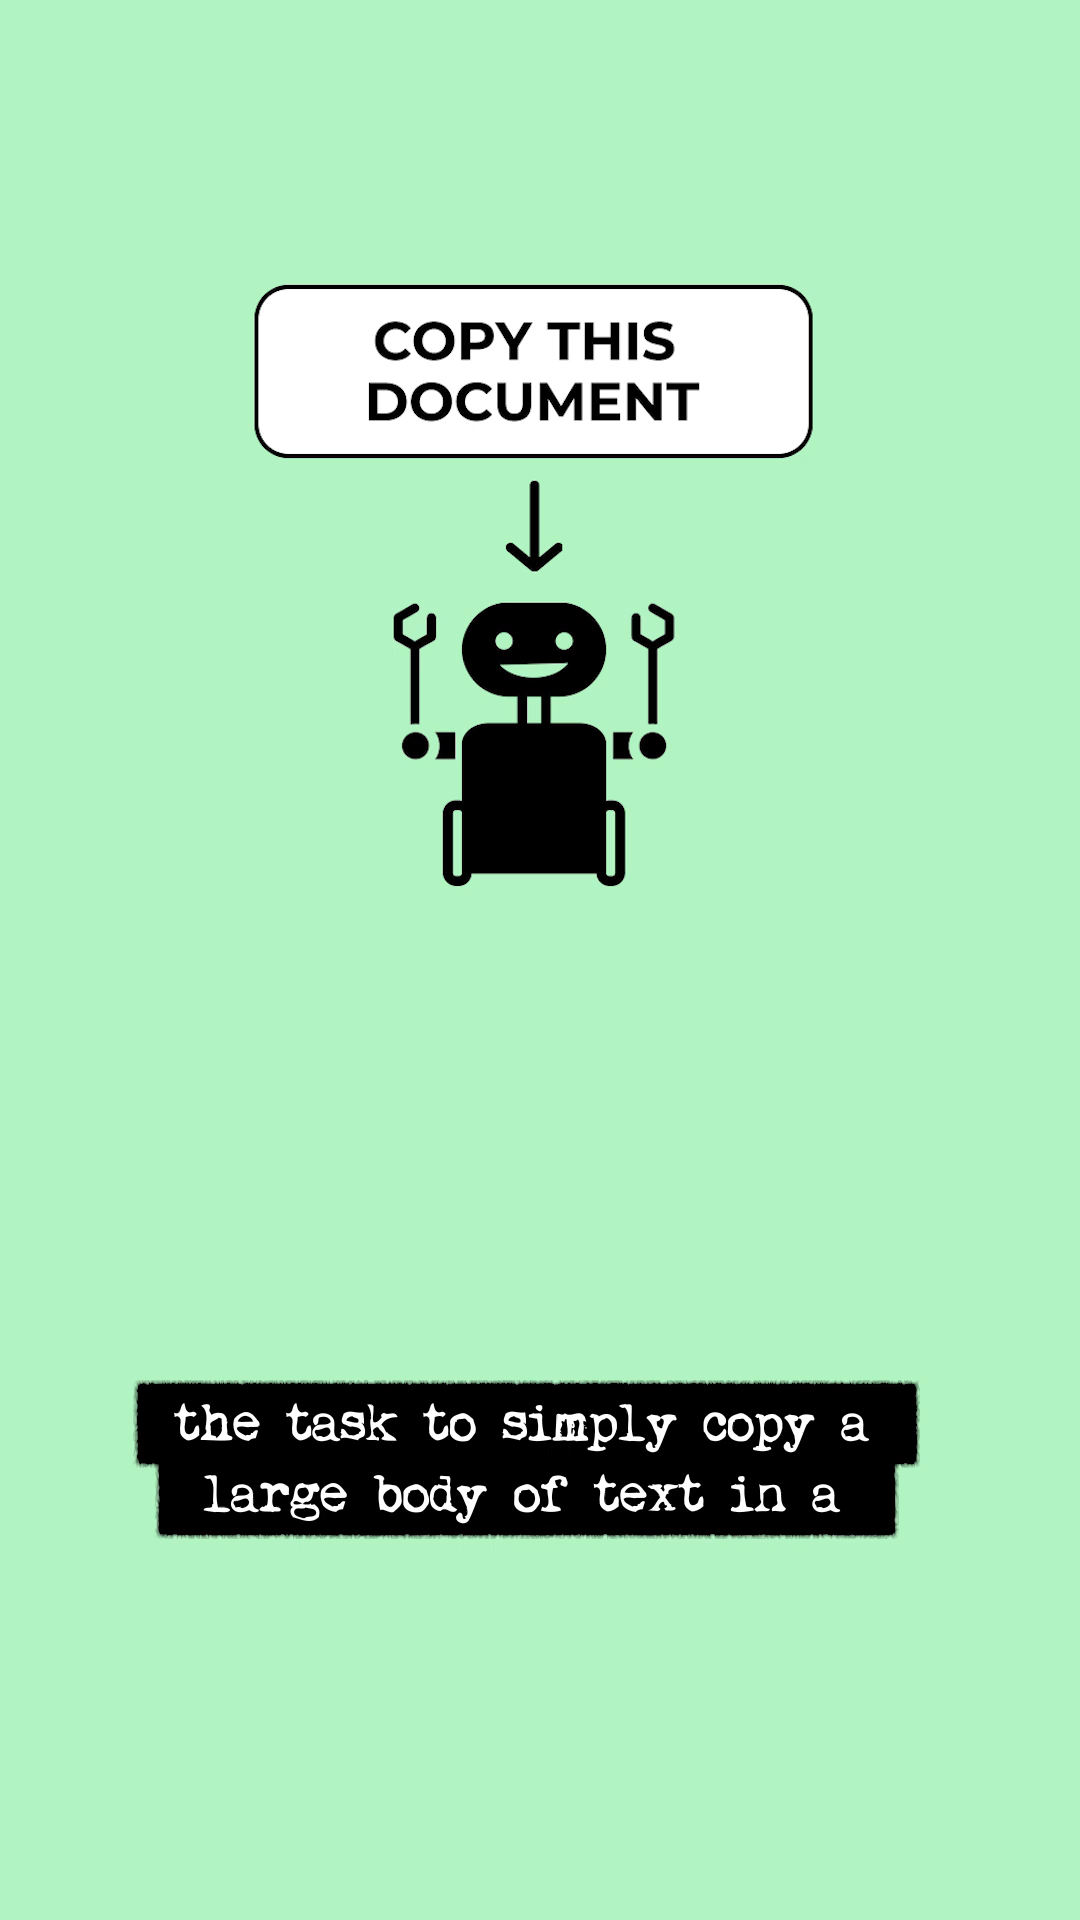 COPY THIS
DOCUMENT
the task to simply copy a
large body of text in a